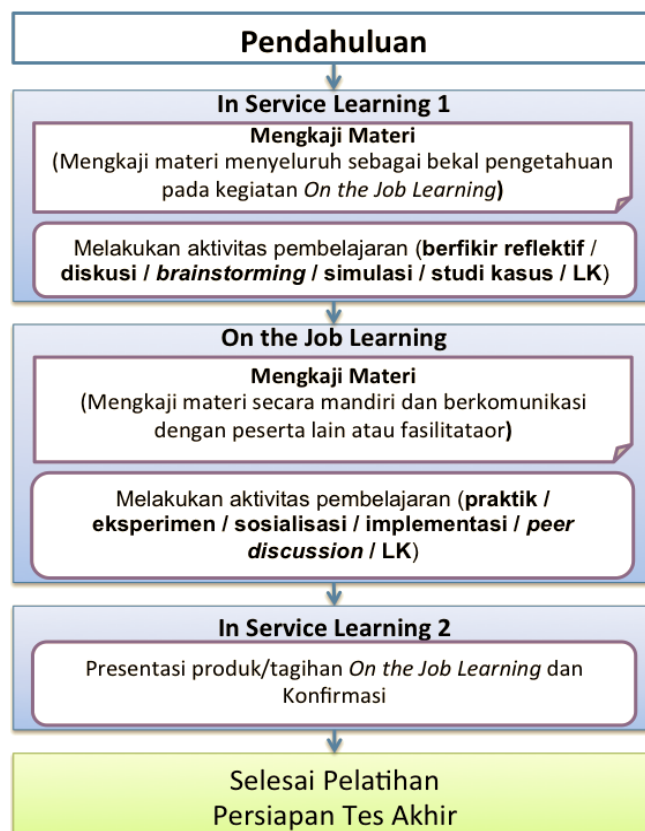 Pendahuluan
In Service Learning 1
Mengkaji Materi
(Mengkaji materi menyeluruh sebagai bekal pengetahuan
pada kegiatan On the Job Learning)
Melakukan aktivitas pembelajaran (berfikir reflektif /
diskusi / brainstorming / simulasi / studi kasus / LK)
On the Job Learning
Mengkaji Materi
(Mengkaji materi secara mandiri dan berkomunikasi
dengan peserta lain atau fasilitataor)
Melakukan aktivitas pembelajaran (praktik /
eksperimen / sosialisasi / implementasi / peer
discussion / LK)
In Service Learning 2
Presentasi produk/tagihan On the Job Learning dan
Konfirmasi
Selesai Pelatihan
Persiapan Tes Akhir